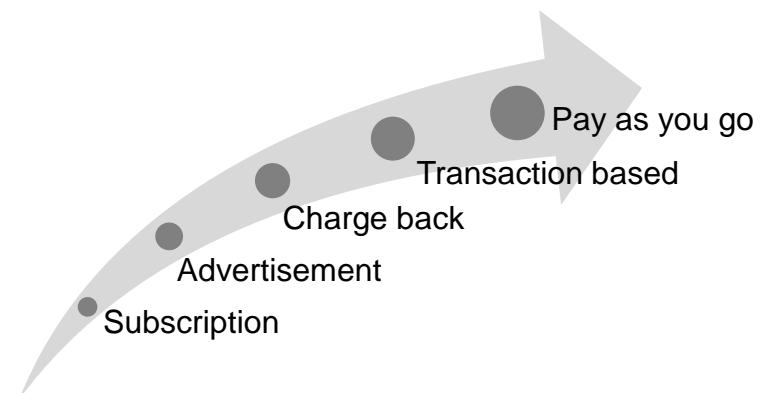 Pay as you go
Transaction based
Charge back
Advertisement
Subscription